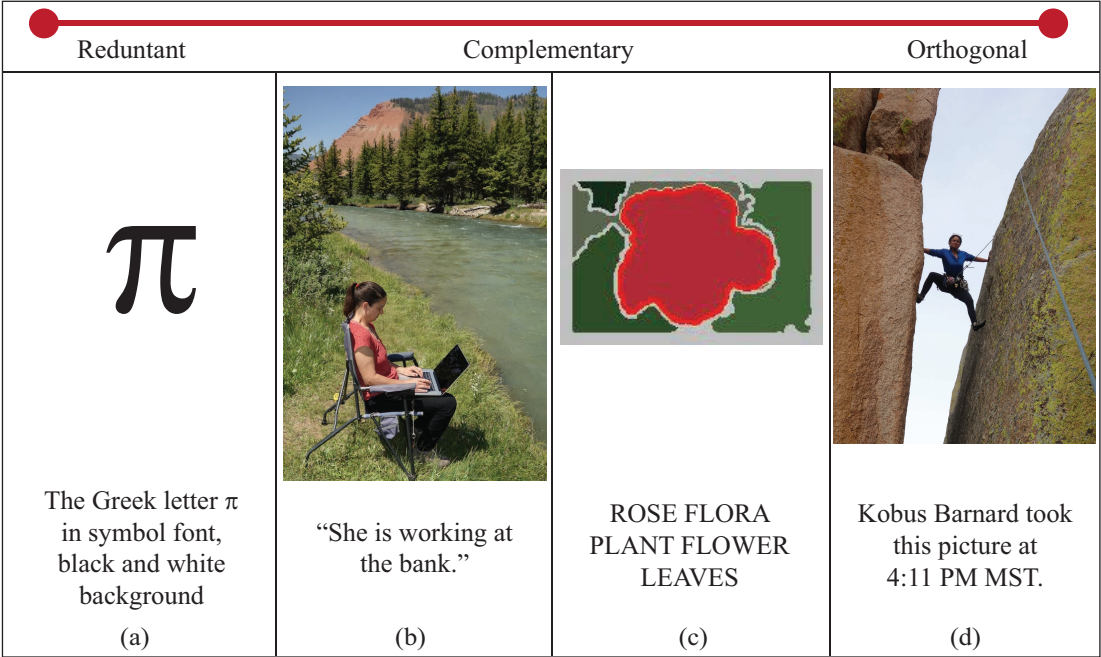 Reduntant
Complementary
Orthogonal
π
The Greek letter π
in symbol font,
black and white
background
(a)
“She is working at
the bank.”
(b)
ROSE FLORA
PLANT FLOWER
LEAVES
(c)
Kobus Barnard took
this picture at
4:11 PM MST.
(d)